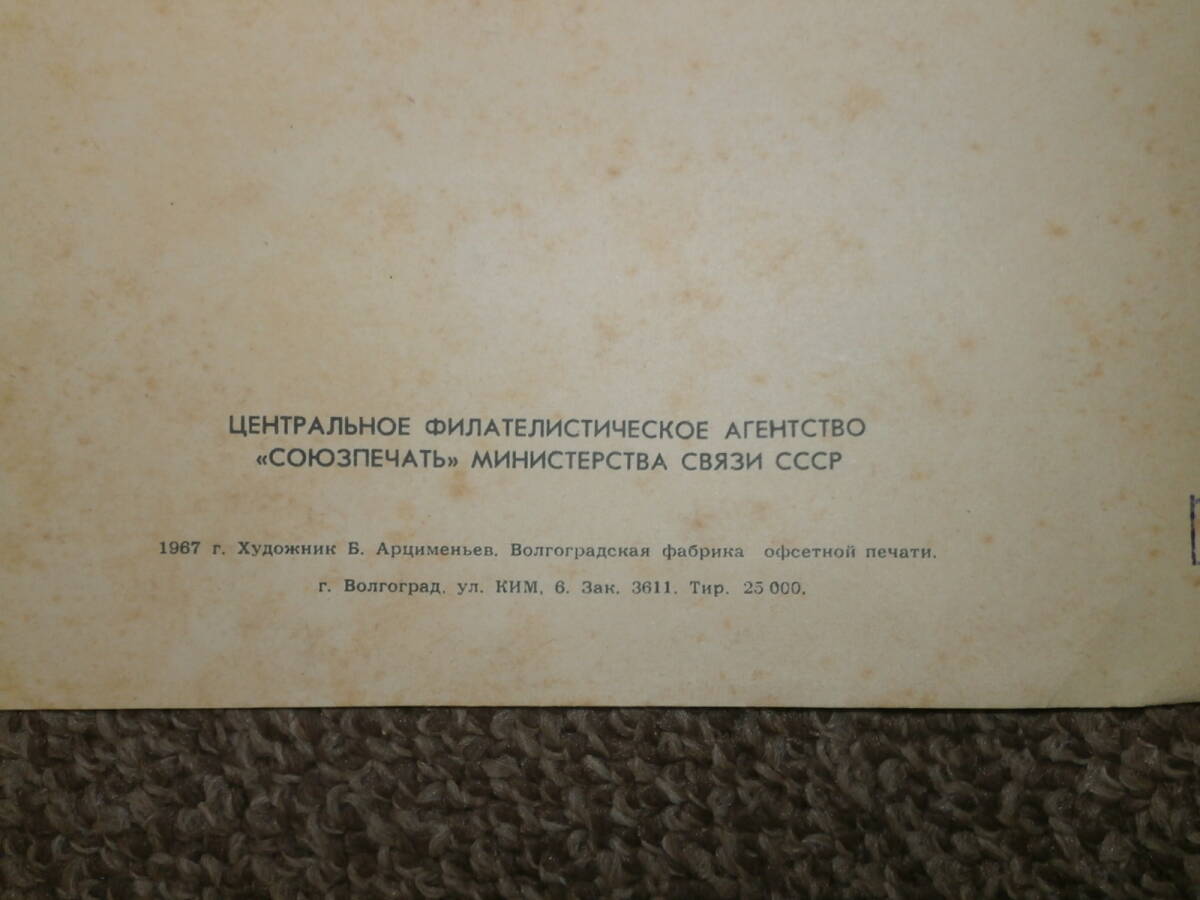 ЦЕНТРАЛЬНОЕ ФИЛАТЕЛИСТИЧЕСКОЕ АГЕНТСТВО
«СОЮЗПЕЧАТЬ» МИНИСТЕРСТВА СВЯЗИ СССР
1967 г. Художник Б. Арцименьев. Волгоградская фабрика офсетной печати.
г. Волгоград, ул. КИМ, 6. Зак. 3611. Тир. 25 000.